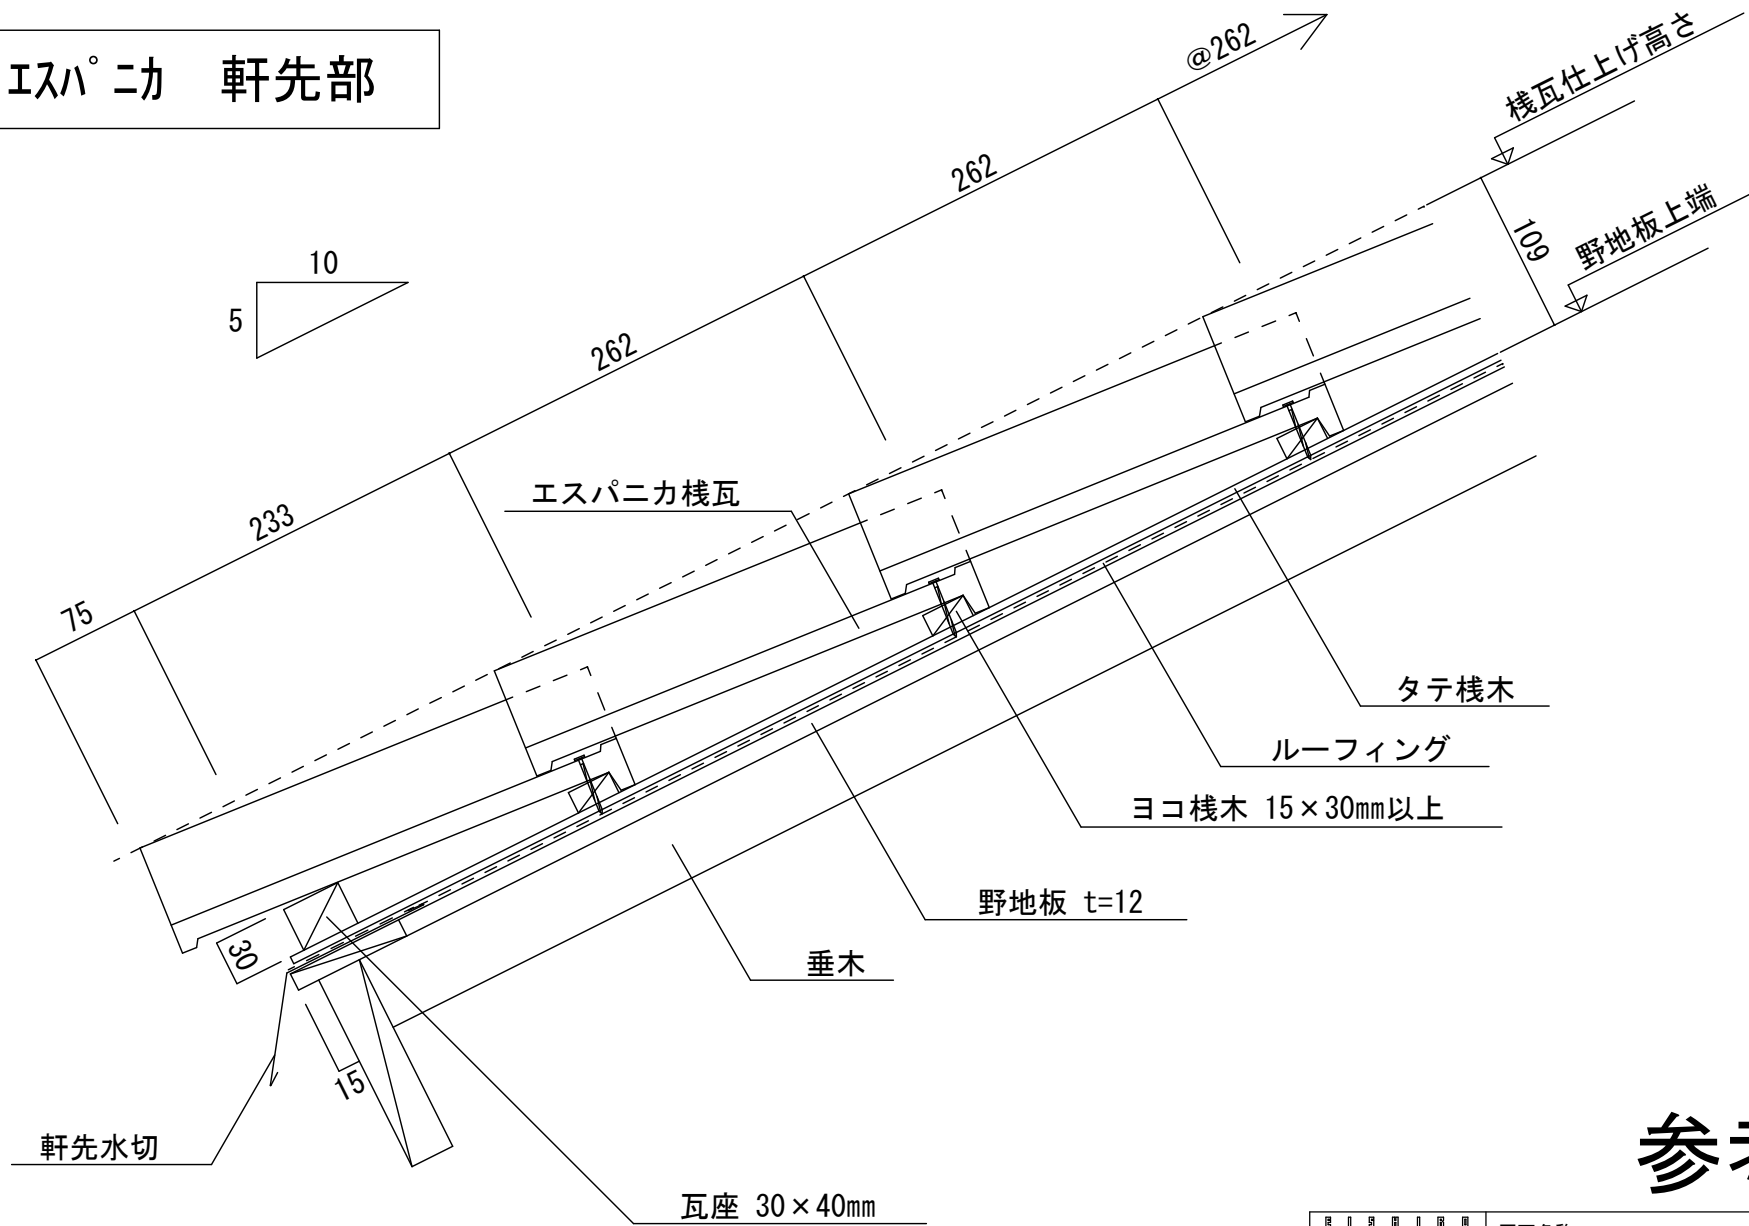 ｴｽﾊﾟﾆｶ　軒先部
@262
桟瓦仕上げ高さ
262
野地板上端
109
10
5
262
エスパニカ桟瓦
233
75
タテ桟木
ルーフィング
ヨコ桟木 15×30mm以上
野地板 t=12
30
垂木
15
軒先水切
瓦座 30×40mm
参